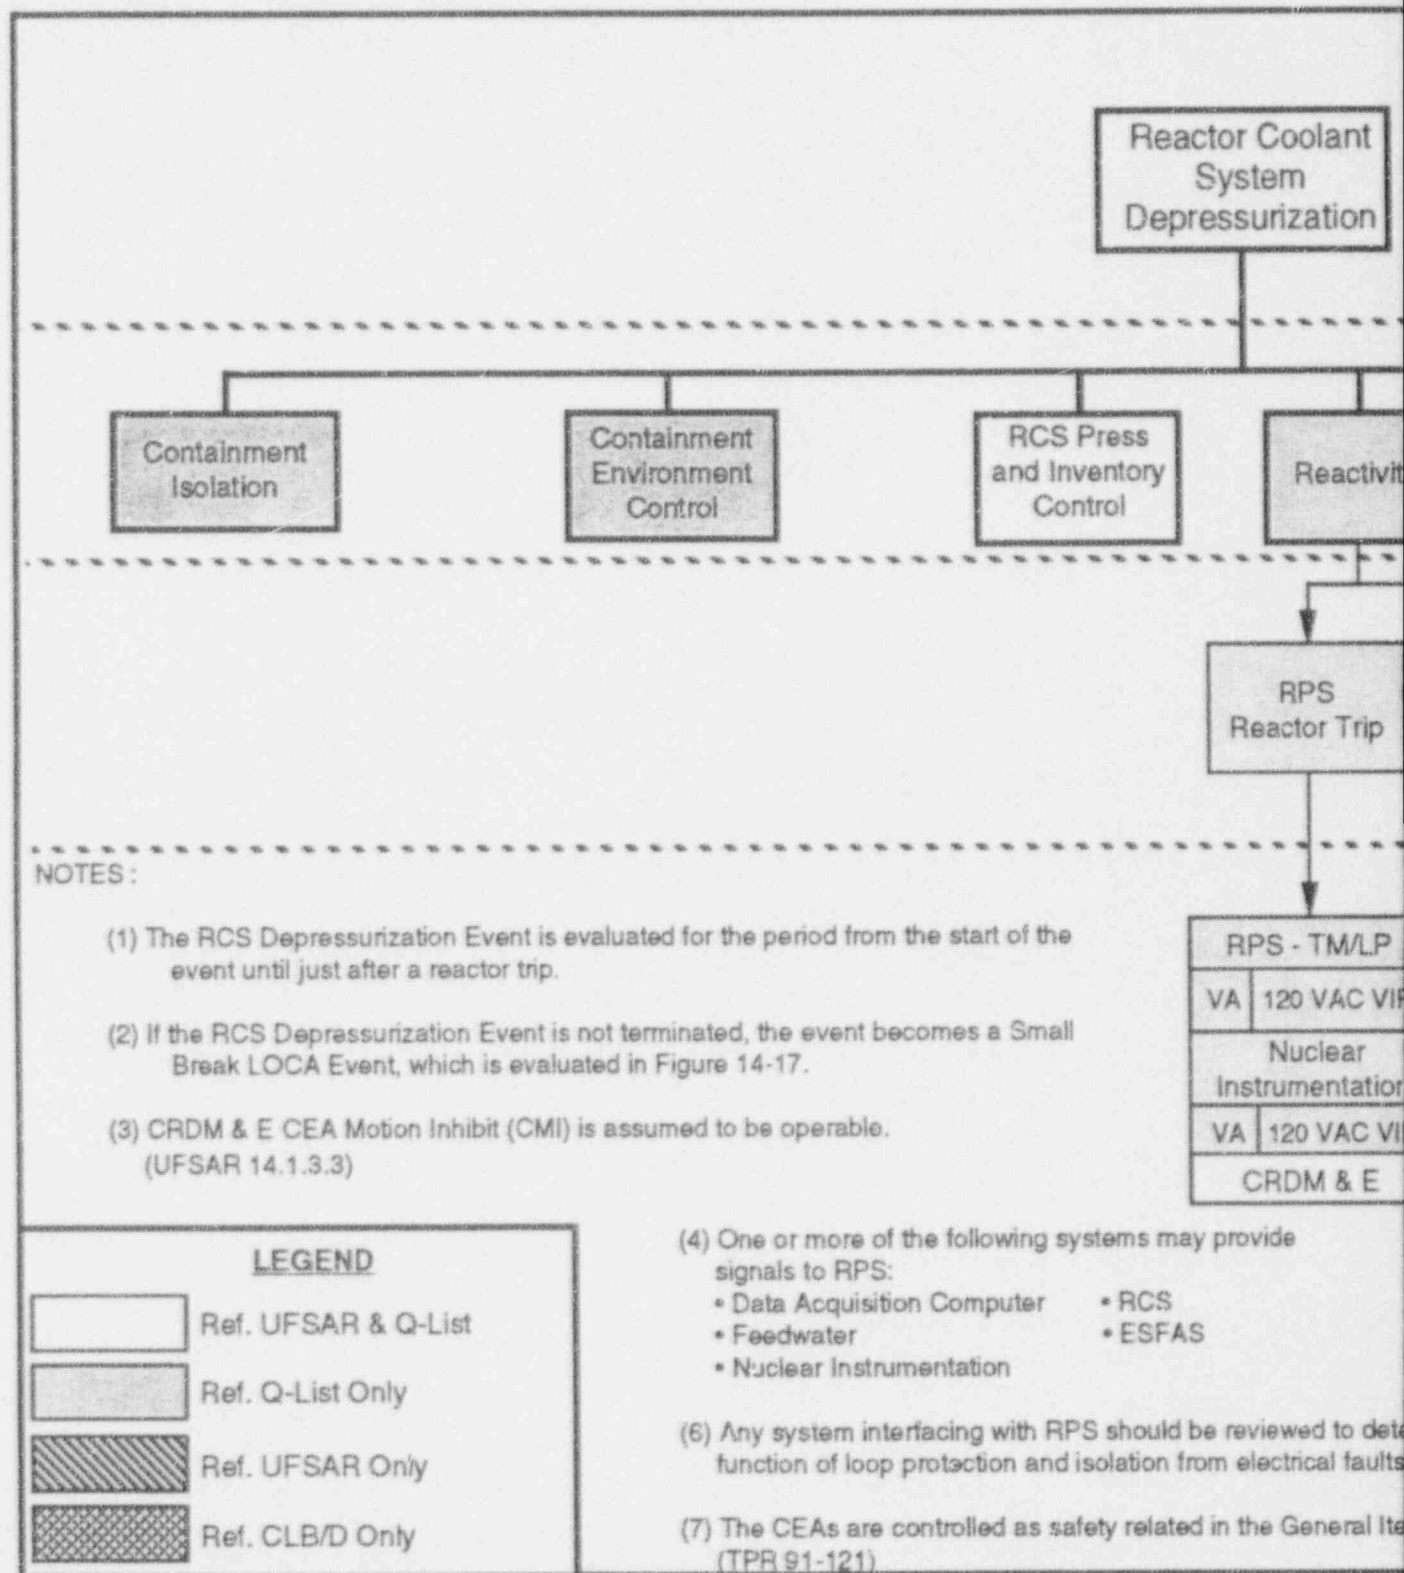 Reactor Coolant
System
Depressurization
Containment
Isolation
Containment
Environment
Control
RCS Press
and Inventory
Control
Reactivit
RPS
Reactor Trip
NOTES :
(1) The RCS Depressurization Event is evaluated for the period from the start of the
event until just after a reactor trip.
(2) If the RCS Depressurization Event is not terminated, the event becomes a Small
Break LOCA Event, which is evaluated in Figure 14-17.
(3) CRDM & E CEA Motion Inhibit (CMI) is assumed to be operable.
(UFSAR 14.1.3.3)
RPS - TM/LP
VA 120 VAC
Nuclear
Instrumentation
VA 120 VAC
CRDM & E
LEGEND
Ref. UFSAR & Q-List
Ref. Q-List Only
Ref. UFSAR Only
Ref. CLB/D Only
(4) One or more of the following systems may provide
signals to RPS:
• Data Acquisition Computer • RCS
• Feedwater • ESFAS
• Nuclear Instrumentation
(6) Any system interfacing with RPS should be reviewed to
function of loop protection and isolation from electrical faults
(7) The CEAs are controlled as safety related in the General
(TPR 91-121)